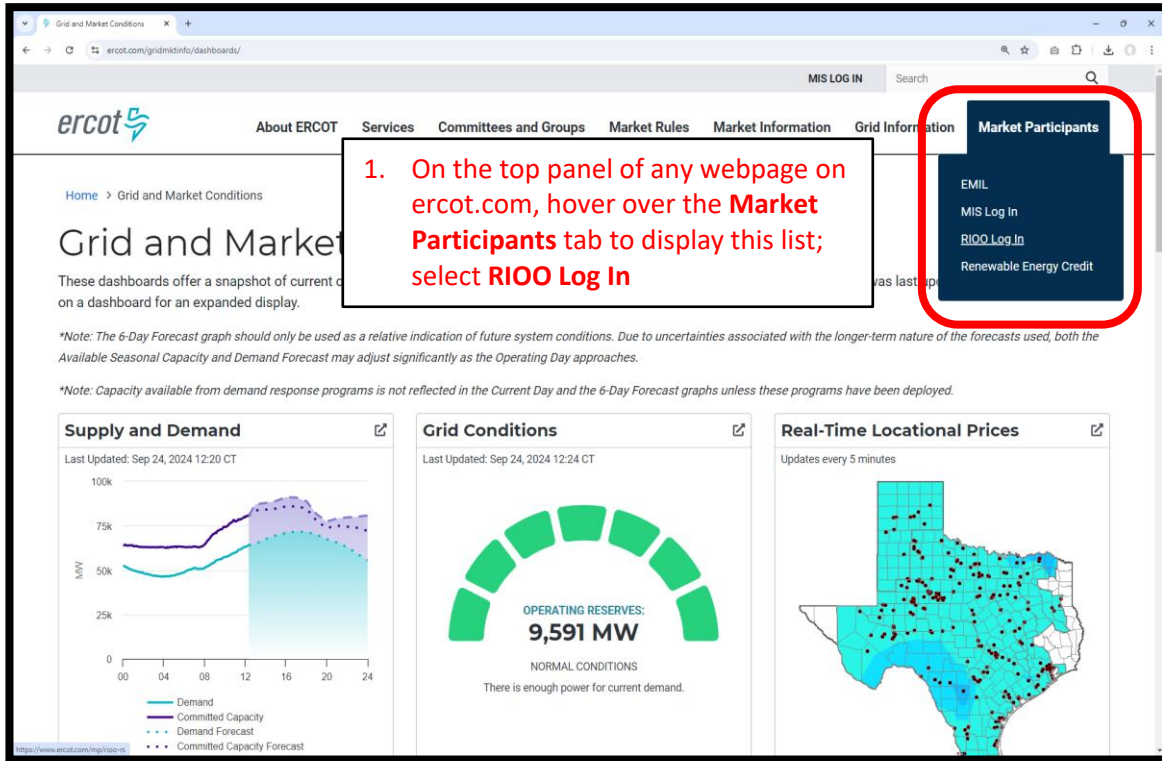 Grid and Market Conditions
ercot.com/gridmktinfo/dashboards/
MIS LOG IN
Search
ercot
About ERCOT
Services
Committees and Groups
Market Rules
Market Information
Grid Information
Market Participants
EMIL
MIS Log In
RIOO Log In
Renewable Energy Credit
1. On the top panel of any webpage on
ercot.com, hover over the Market
Participants tab to display this list;
select RIOO Log In
Home > Grid and Market Conditions
Grid and Market
These dashboards offer a snapshot of current
was last
on a dashboard for an expanded display.
*Note: The 6-Day Forecast graph should only be used as a relative indication of future system conditions. Due to uncertainties associated with the longer-term nature of the forecasts used, both the
Available Seasonal Capacity and Demand Forecast may adjust significantly as the Operating Day approaches.
*Note: Capacity available from demand response programs is not reflected in the Current Day and the 6-Day Forecast graphs unless these programs have been deployed.
Supply and Demand
Last Updated: Sep 24, 2024 12:20 CT
100k
75k
50k
25k
0
MW
00 04 08 12 16 20 24
Demand
Committed Capacity
Demand Forecast
Committed Capacity Forecast
Grid Conditions
Last Updated: Sep 24, 2024 12:24 CT
OPERATING RESERVES:
9,591 MW
NORMAL CONDITIONS
There is enough power for current demand.
Real-Time Locational Prices
Updates every 5 minutes
https://www.ercot.com/mp/rioo-rs